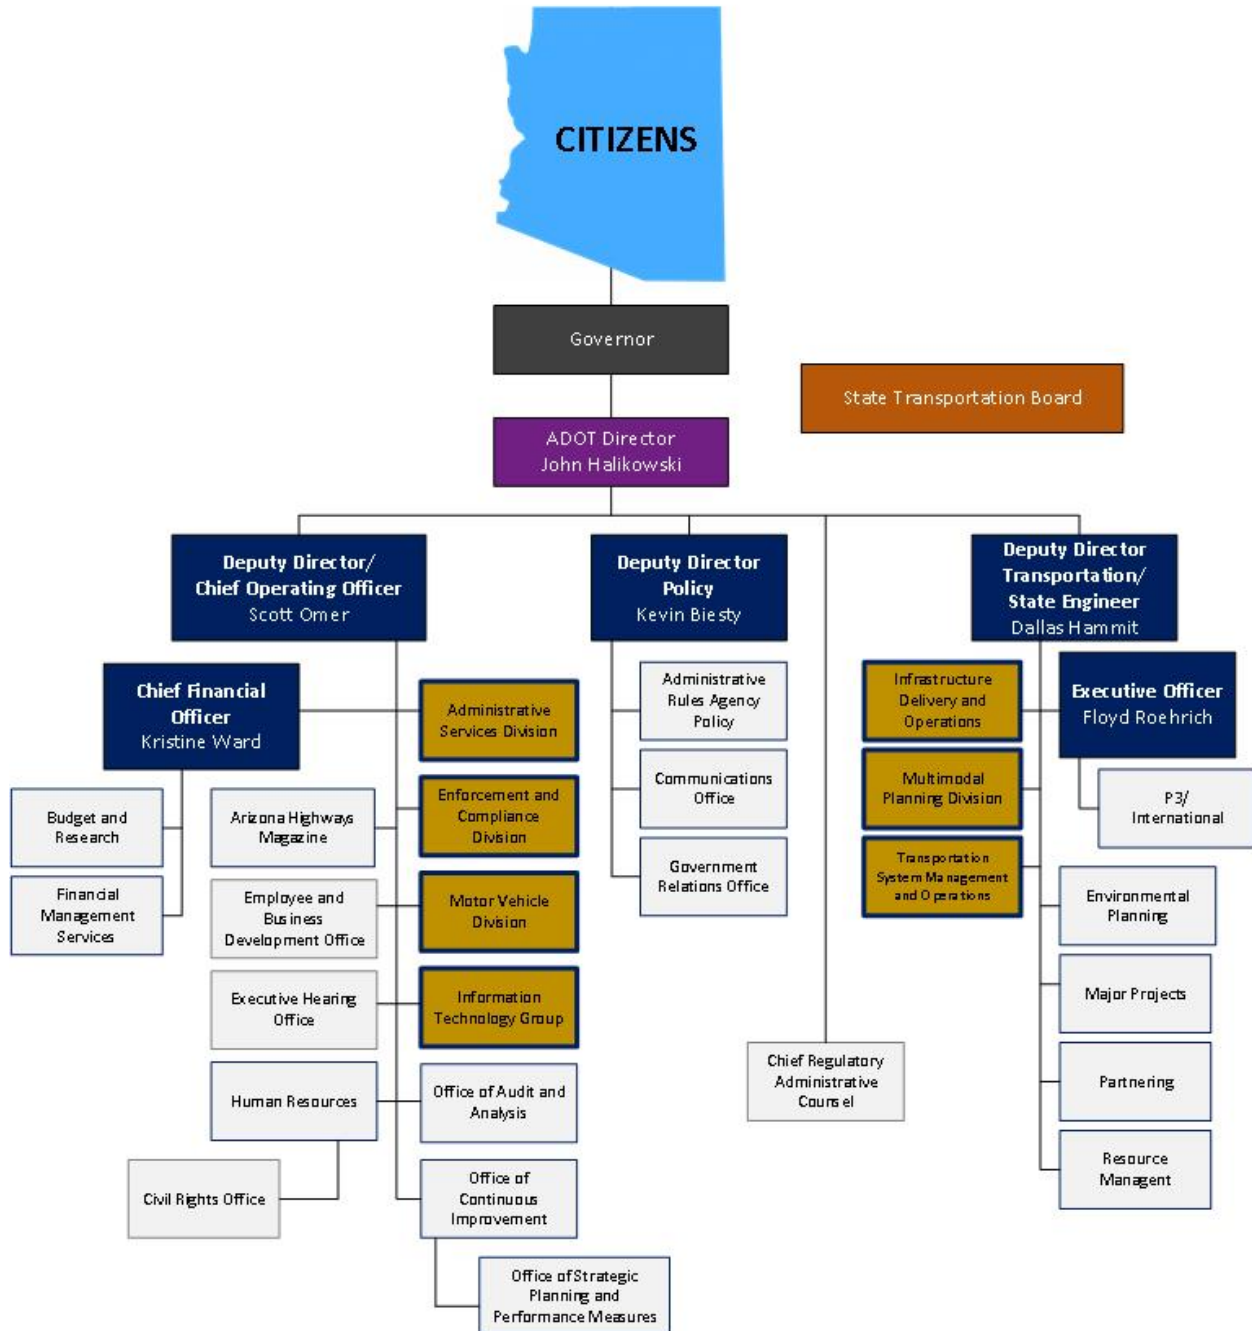 CITIZENS
Governor
State Transportation Board
ADOT Director
John Halikowski
Deputy Director/
Chief Operating Officer
Scott Omer
Deputy Director
Policy
Kevin Biesty
Deputy Director
Transportation/
State Engineer
Dallas Hammit
Chief Financial
Officer
Kristine Ward
Administrative
Services Division
Administrative
Rules Agency
Policy
Infrastructure
Delivery and
Operations
Executive Officer
Floyd Roehrich
Budget and
Research
Arizona Highways
Magazine
Enforcement and
Compliance
Division
Communications
Office
Multimodal
Planning Division
P3/
International
Financial
Management
Services
Employee and
Business
Development Office
Motor Vehicle
Division
Government
Relations Office
Transportation
System Management
and Operations
Environmental
Planning
Executive Hearing
Office
Information
Technology Group
Major Projects
Human Resources
Office of Audit and
Analysis
Chief Regulatory
Administrative
Counsel
Partnering
Civil Rights Office
Office of
Continuous
Improvement
Resource
Managent
Office of Strategic
Planning and
Performance Measures